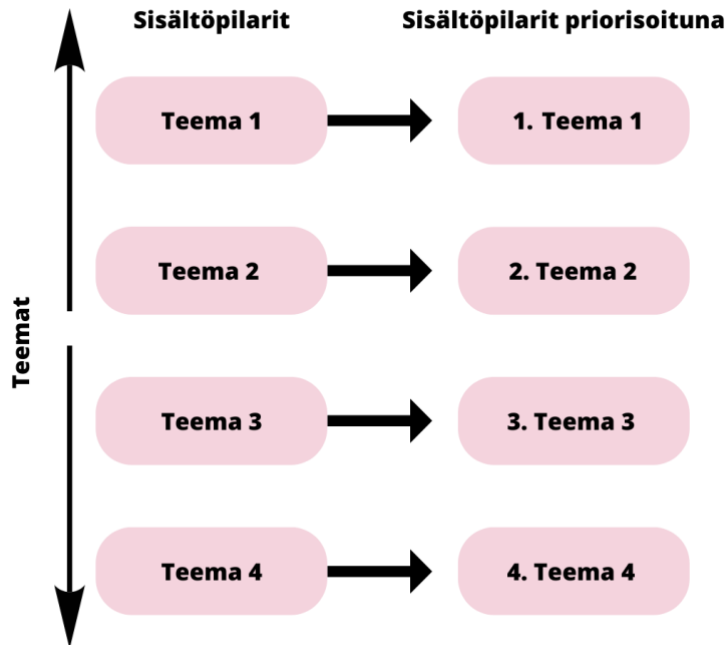 Sisältöpilarit
Sisältöpilarit priorisoituna
Teema 1
1. Teema 1
Teema 2
2. Teema 2
Teemat
Teema 3
3. Teema 3
Teema 4
4. Teema 4